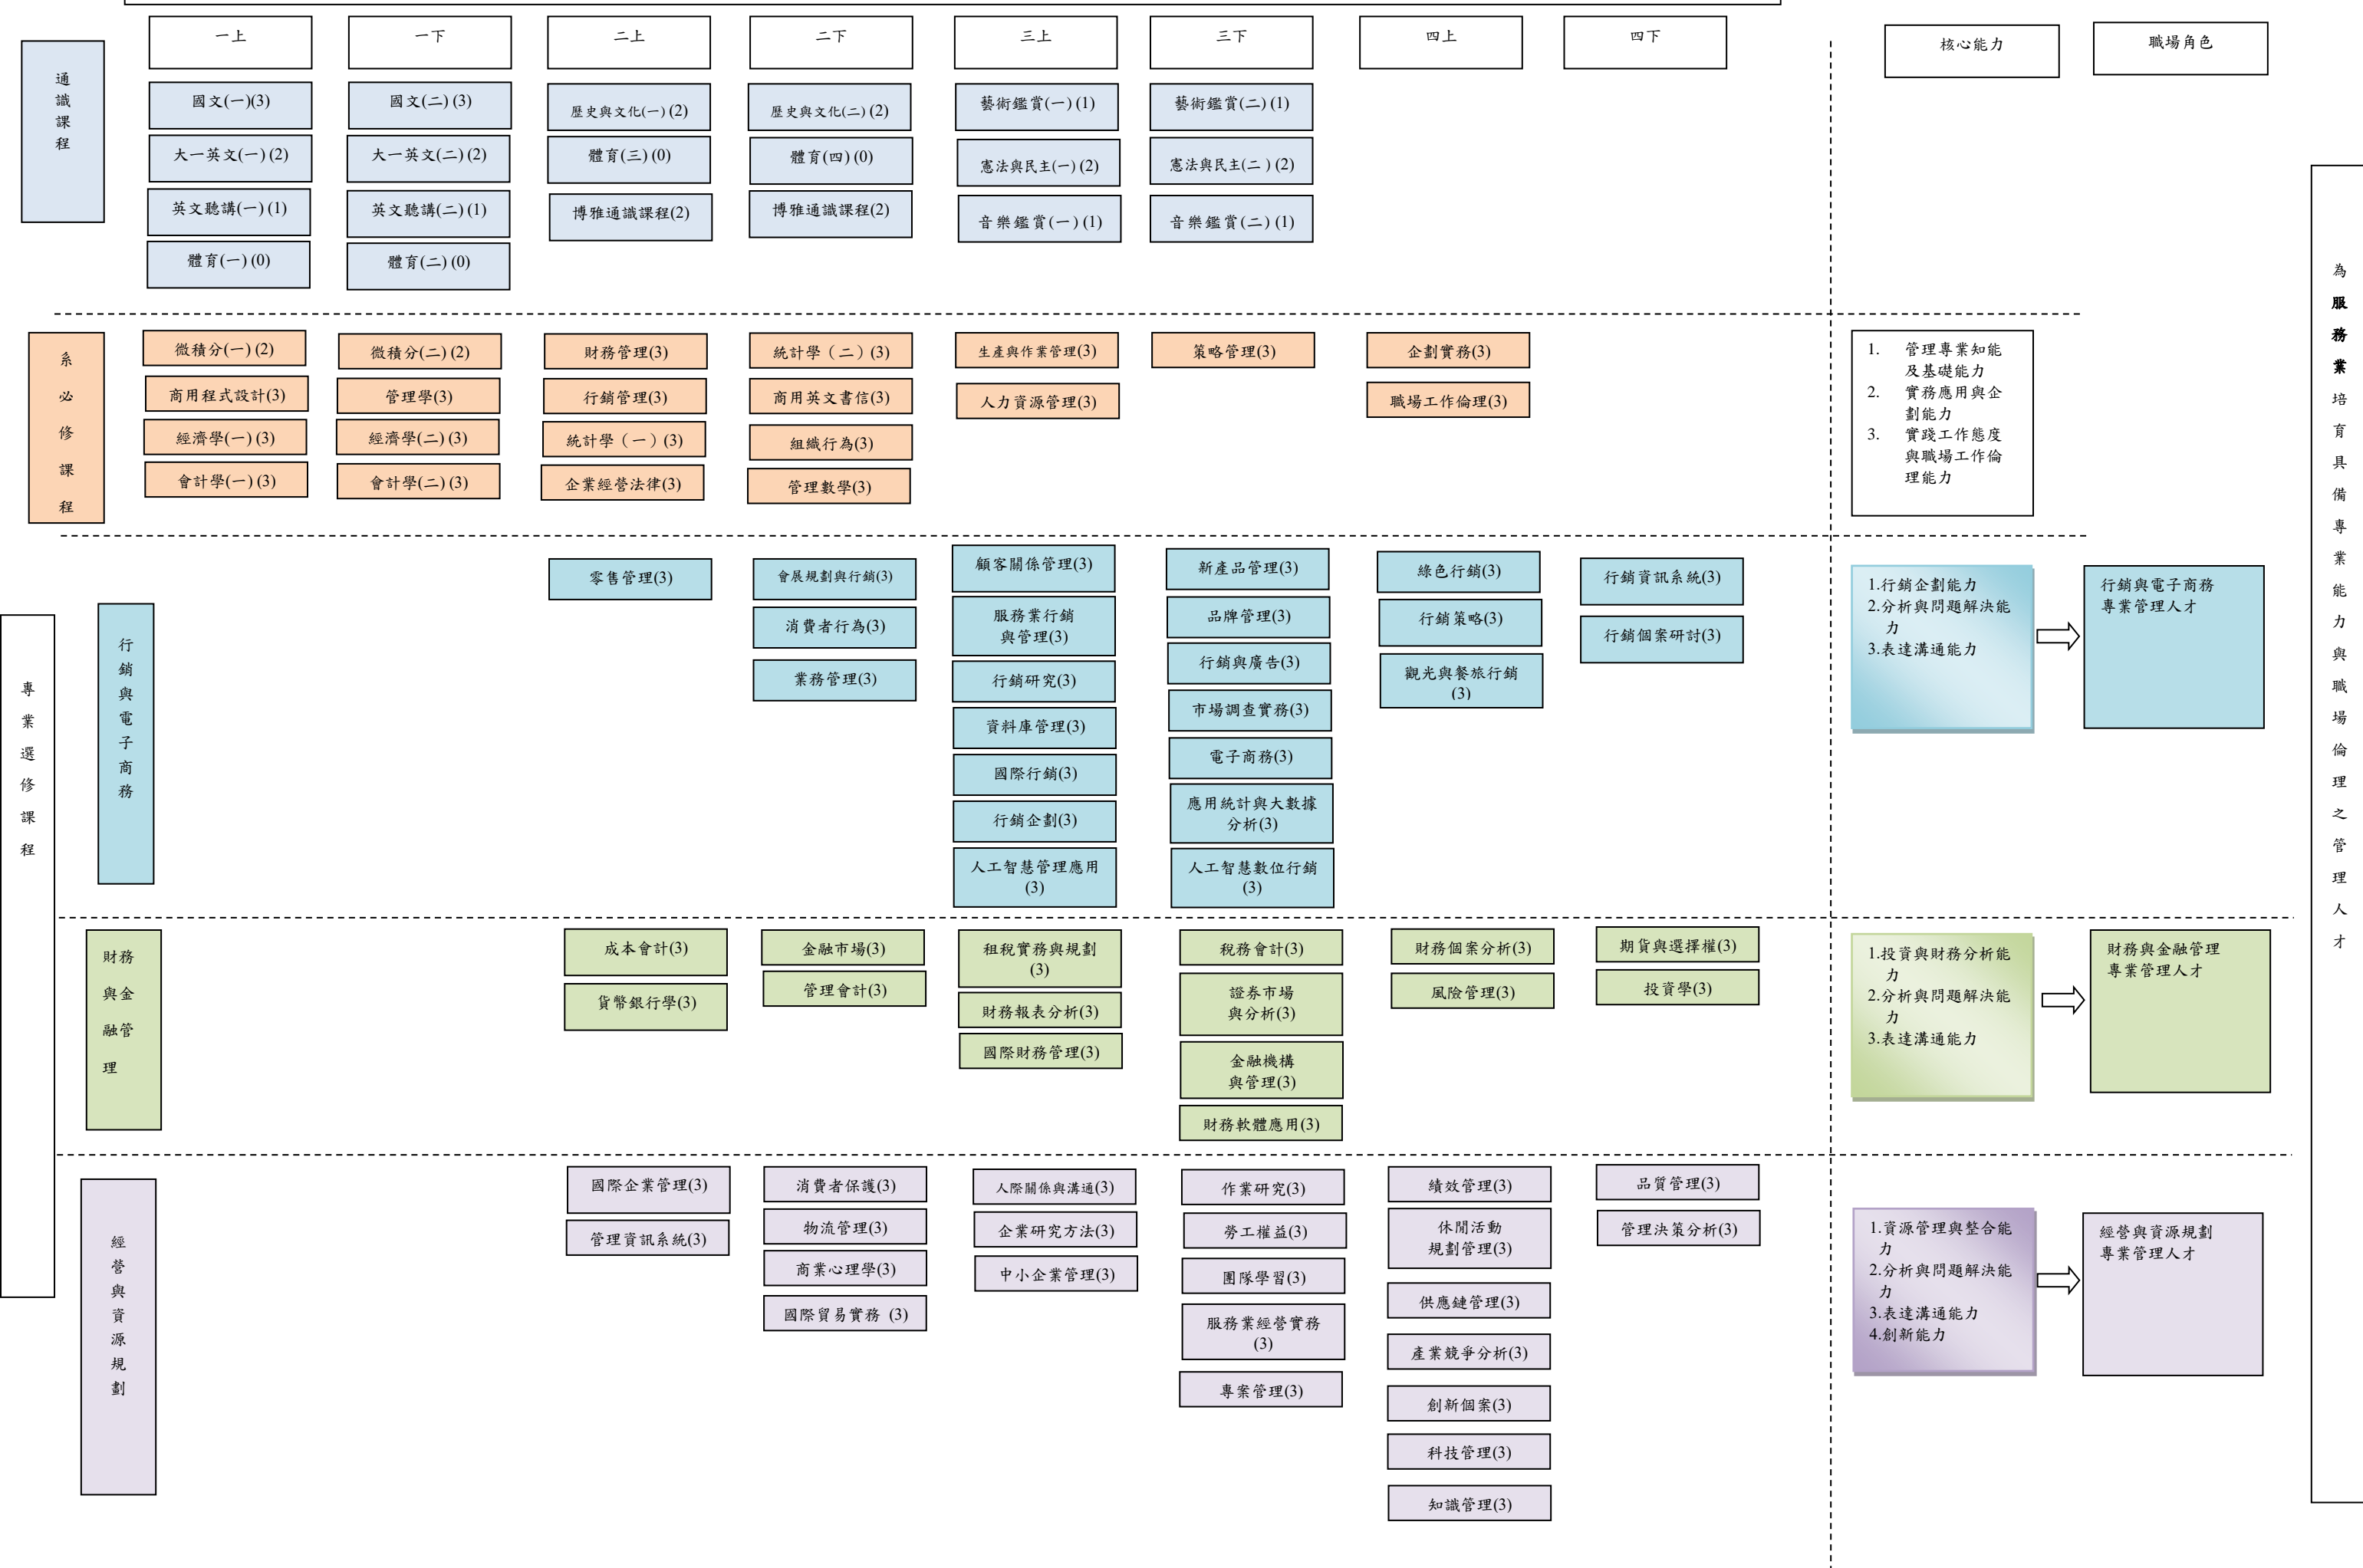 一上
一下
二上
二下
三上
三下
四上
四下
核心能力
職場角色
通識課程
國文(一)(3)
國文(二)(3)
歷史與文化(一)(2)
歷史與文化(二)(2)
藝術鑑賞(一)(1)
藝術鑑賞(二)(1)
大一英文(一)(2)
大一英文(二)(2)
體育(三)(0)
體育(四)(0)
憲法與民主(一)(2)
憲法與民主(二)(2)
英文聽講(一)(1)
英文聽講(二)(1)
博雅通識課程(2)
博雅通識課程(2)
音樂鑑賞(一)(1)
音樂鑑賞(二)(1)
體育(一)(0)
體育(二)(0)
系必修課程
微積分(一)(2)
微積分(二)(2)
財務管理(3)
統計學（二）(3)
生產與作業管理(3)
策略管理(3)
企劃實務(3)
商用程式設計(3)
管理學(3)
行銷管理(3)
商用英文書信(3)
人力資源管理(3)
職場工作倫理(3)
經濟學(一)(3)
經濟學(二)(3)
統計學（一）(3)
組織行為(3)
會計學(一)(3)
會計學(二)(3)
企業經營法律(3)
管理數學(3)
1. 管理專業知能
及基礎能力
2. 實務應用與企
劃能力
3. 實踐工作態度
與職場工作倫
理能力
專業選修課程
行銷與電子商務
零售管理(3)
會展規劃與行銷(3)
消費者行為(3)
業務管理(3)
顧客關係管理(3)
服務業行銷
與管理(3)
行銷研究(3)
資料庫管理(3)
國際行銷(3)
行銷企劃(3)
人工智慧管理應用
(3)
新產品管理(3)
品牌管理(3)
行銷與廣告(3)
市場調查實務(3)
電子商務(3)
應用統計與大數據
分析(3)
人工智慧數位行銷
(3)
綠色行銷(3)
行銷策略(3)
觀光與餐旅行銷
(3)
行銷資訊系統(3)
行銷個案研討(3)
1.行銷企劃能力
2.分析與問題解決能
力
3.表達溝通能力
行銷與電子商務
專業管理人才
財務
與金
融管
理
成本會計(3)
貨幣銀行學(3)
金融市場(3)
管理會計(3)
租稅實務與規劃
(3)
財務報表分析(3)
國際財務管理(3)
稅務會計(3)
證券市場
與分析(3)
金融機構
與管理(3)
財務軟體應用(3)
財務個案分析(3)
風險管理(3)
期貨與選擇權(3)
投資學(3)
1.投資與財務分析能
力
2.分析與問題解決能
力
3.表達溝通能力
財務與金融管理
專業管理人才
經營與資源規劃
國際企業管理(3)
管理資訊系統(3)
消費者保護(3)
物流管理(3)
商業心理學(3)
國際貿易實務 (3)
人際關係與溝通(3)
企業研究方法(3)
中小企業管理(3)
作業研究(3)
勞工權益(3)
團隊學習(3)
服務業經營實務
(3)
專案管理(3)
績效管理(3)
休閒活動
規劃管理(3)
供應鏈管理(3)
產業競爭分析(3)
創新個案(3)
科技管理(3)
知識管理(3)
品質管理(3)
管理決策分析(3)
1.資源管理與整合能
力
2.分析與問題解決能
力
3.表達溝通能力
4.創新能力
經營與資源規劃
專業管理人才
為服務業培育具備專業能力與職場倫理之管理人才